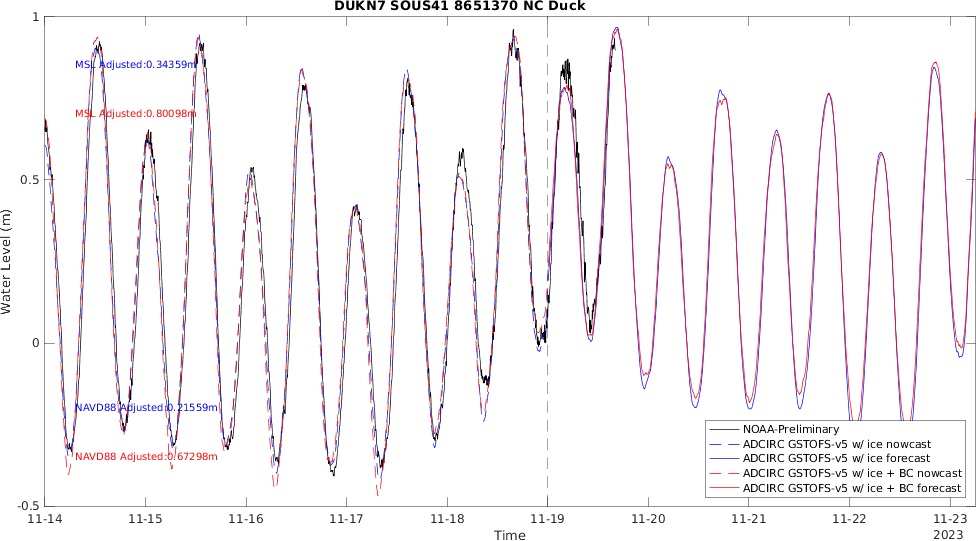 DUKN7 SOUS41 8651370 NC Duck
1
MSL Adjusted:0.34359m
MSL Adjusted:0.80098m
0.5
Water Level (m)
0
NAVD88 Adjusted:0.21559m
NAVD88 Adjusted:0.67298m
NOAA-Preliminary
ADCIRC GSTOFS-v5 w/ ice nowcast
ADCIRC GSTOFS-v5 w/ ice forecast
ADCIRC GSTOFS-v5 w/ ice + BC nowcast
ADCIRC GSTOFS-v5 w/ ice + BC forecast
-0.5
11-14 11-15 11-16 11-17 11-18 11-19 11-20 11-21 11-22 11-23
Time
2023